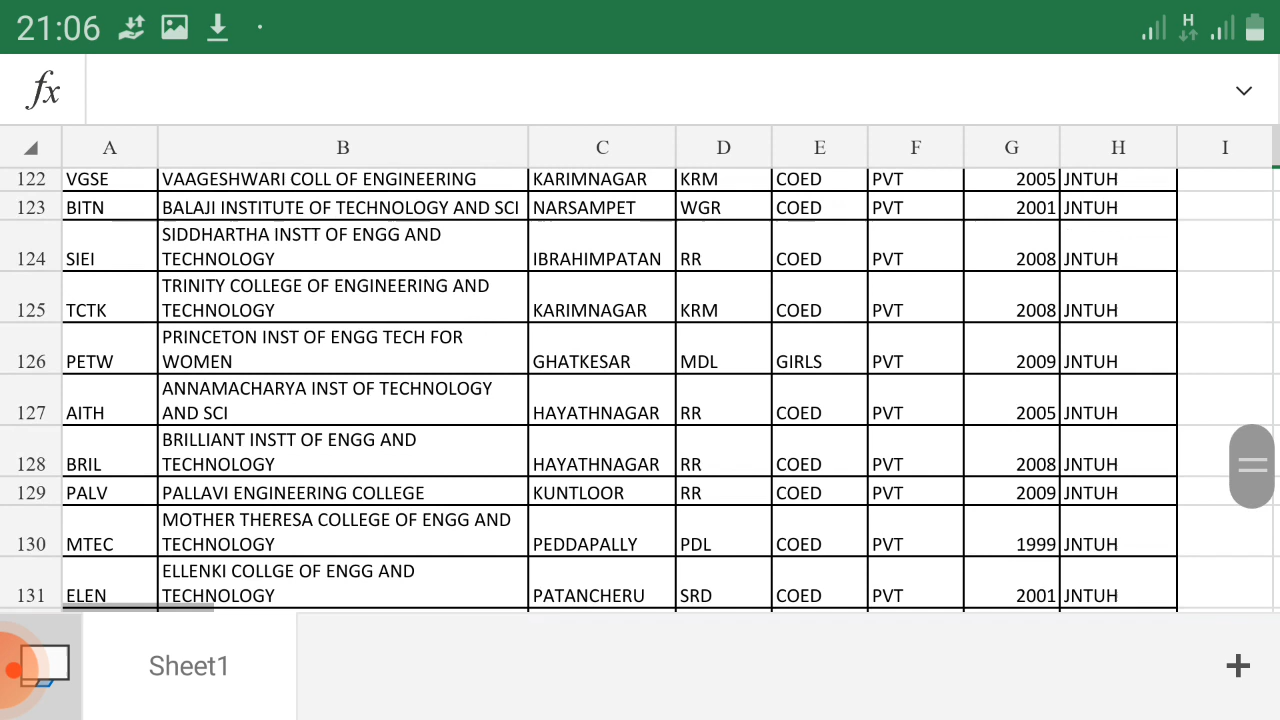 21:06
H
fx
A B C D E F G H I
122 VGSE VAAGESHWARI COLL OF ENGINEERING KARIMNAGAR KRM COED PVT 2005 JNTUH
123 BITN BALAJI INSTITUTE OF TECHNOLOGY AND SCI NARSAMPET WGR COED PVT 2001 JNTUH
SIDDHARTHA INSTT OF ENGG AND
124 SIEI TECHNOLOGY IBRAHIMPATAN RR COED PVT 2008 JNTUH
TRINITY COLLEGE OF ENGINEERING AND
125 TCTK TECHNOLOGY KARIMNAGAR KRM COED PVT 2008 JNTUH
PRINCETON INST OF ENGG TECH FOR
126 PETW WOMEN GHATKESAR MDL GIRLS PVT 2009 JNTUH
ANNAMACHARYA INST OF TECHNOLOGY
127 AITH AND SCI HAYATHNAGAR RR COED PVT 2005 JNTUH
BRILLIANT INSTT OF ENGG AND
128 BRIL TECHNOLOGY HAYATHNAGAR RR COED PVT 2008 JNTUH
129 PALV PALLAVI ENGINEERING COLLEGE KUNTLOOR RR COED PVT 2009 JNTUH
MOTHER THERESA COLLEGE OF ENGG AND
130 MTEC TECHNOLOGY PEDDAPALLY PDL COED PVT 1999 JNTUH
ELLENKI COLLGE OF ENGG AND
131 ELEN TECHNOLOGY PATANCHERU SRD COED PVT 2001 JNTUH
Sheet1